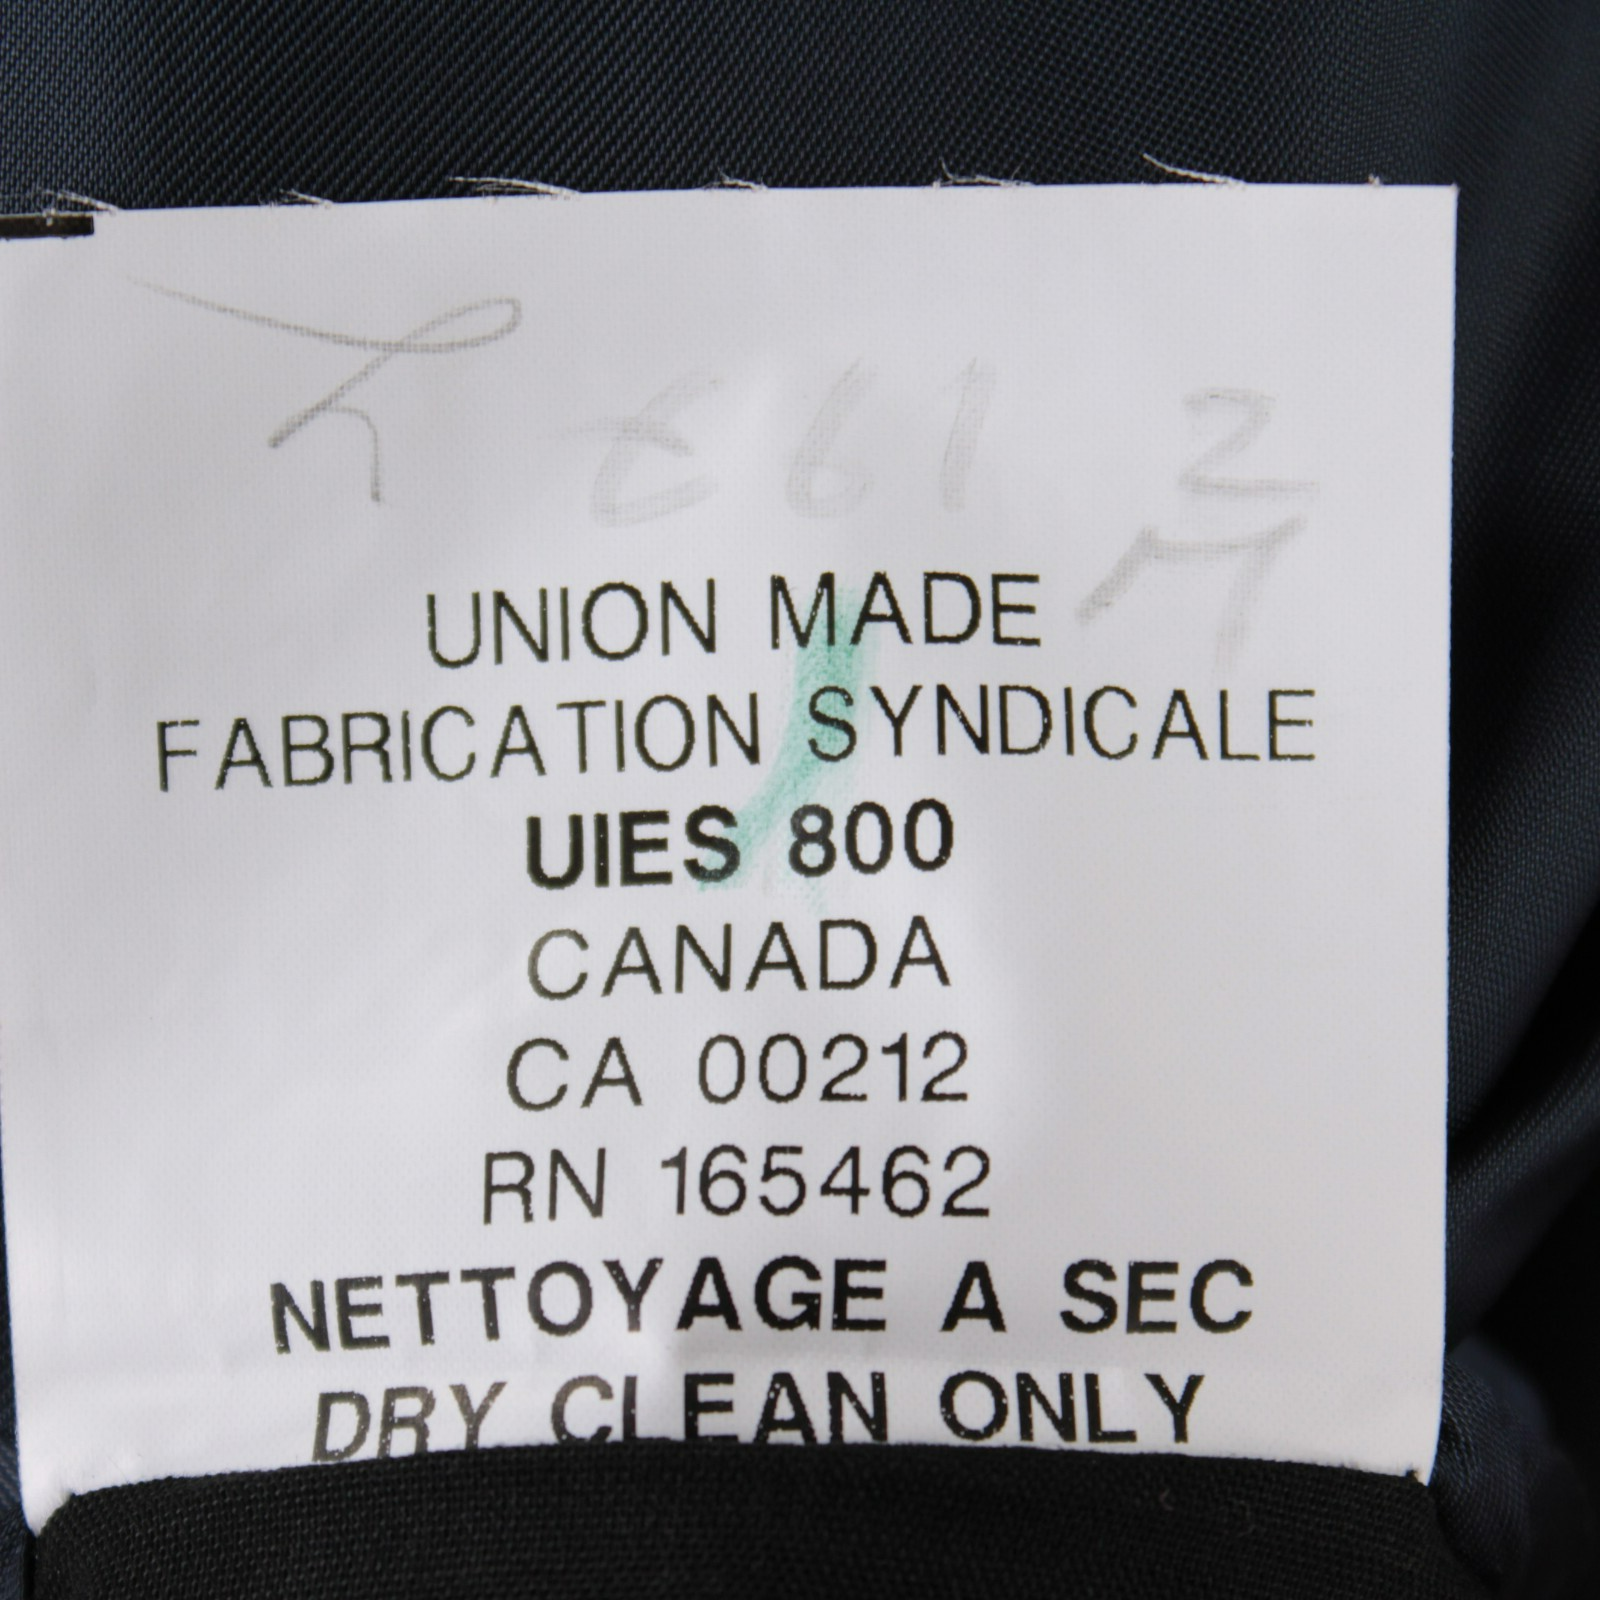 UNION MADE
FABRICATION SYNDICALE
UIES 800
CANADA
CA 00212
RN 165462
NETTOYAGE A SEC
DRY CLEAN ONLY